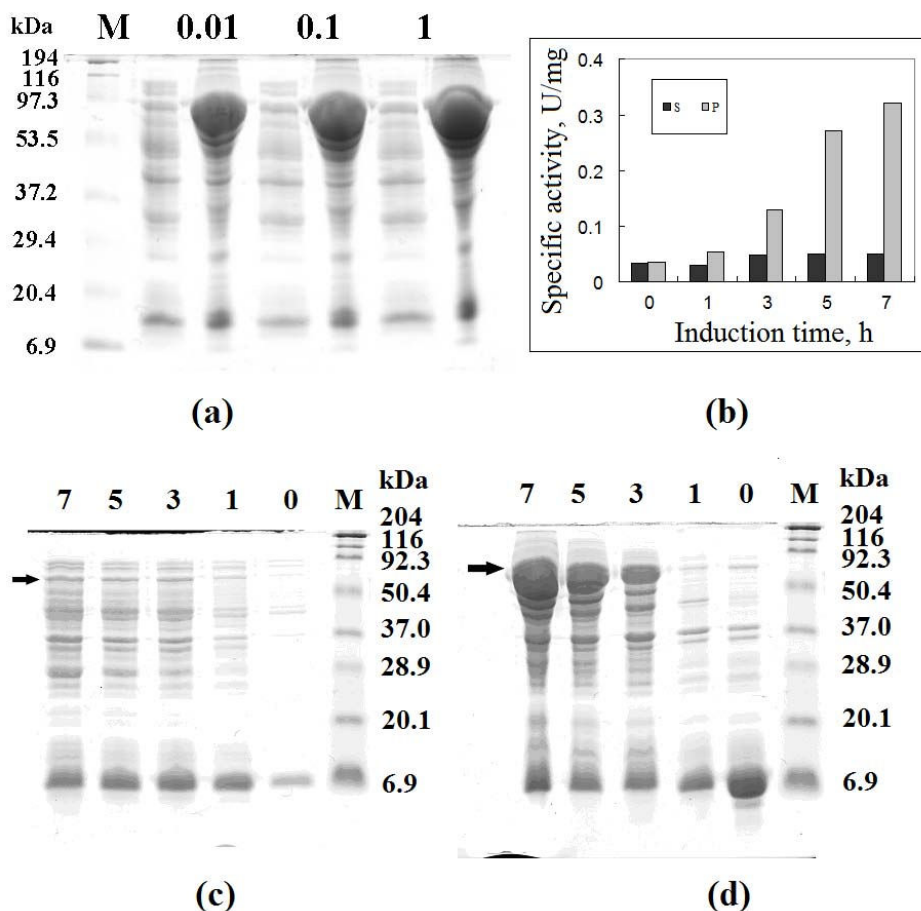 kDa M 0.01 0.1 1
194
116
97.3
53.5
37.2
29.4
20.4
6.9
(a)
0.4
0.3
0.2
0.1
0
S P
Specific activity, U/mg
0 1 3 5 7
Induction time, h
(b)
7 5 3 1 0 M kDa
204
116
92.3
50.4
37.0
28.9
20.1
6.9
(c)
7 5 3 1 0 M kDa
204
116
92.3
50.4
37.0
28.9
20.1
6.9
(d)